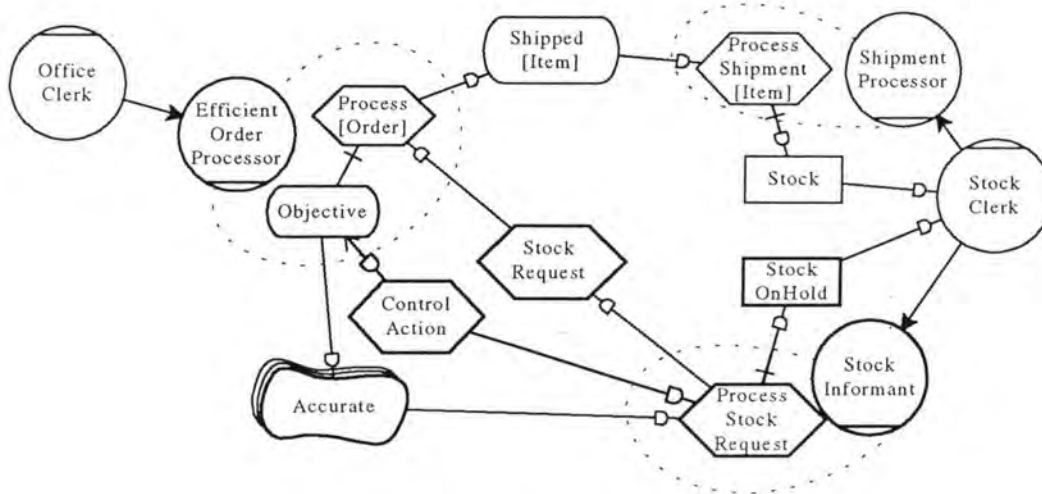 Office
Clerk
Efficient
Order
Processor
Process
[Order]
Shipped
[Item]
Process
Shipment
[Item]
Shipment
Processor
Objective
Stock
Stock
Clerk
Stock
Request
Stock
OnHold
Control
Action
Accurate
Process
Stock
Request
Stock
Informant